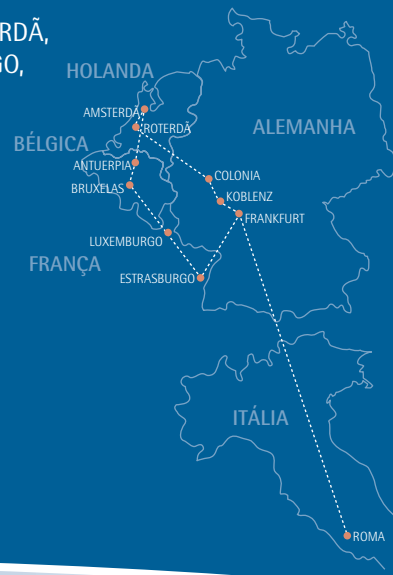 RDÃ,
GO,
HOLANDA
AMSTERDÃ
ROTERDÃ
ALEMANHA
BÉLGICA
ANTUERPIA
COLONIA
BRUXELAS
KOBLENZ
FRANKFURT
LUXEMBURGO
FRANÇA
ESTRASBURGO
ITÁLIA
ROMA